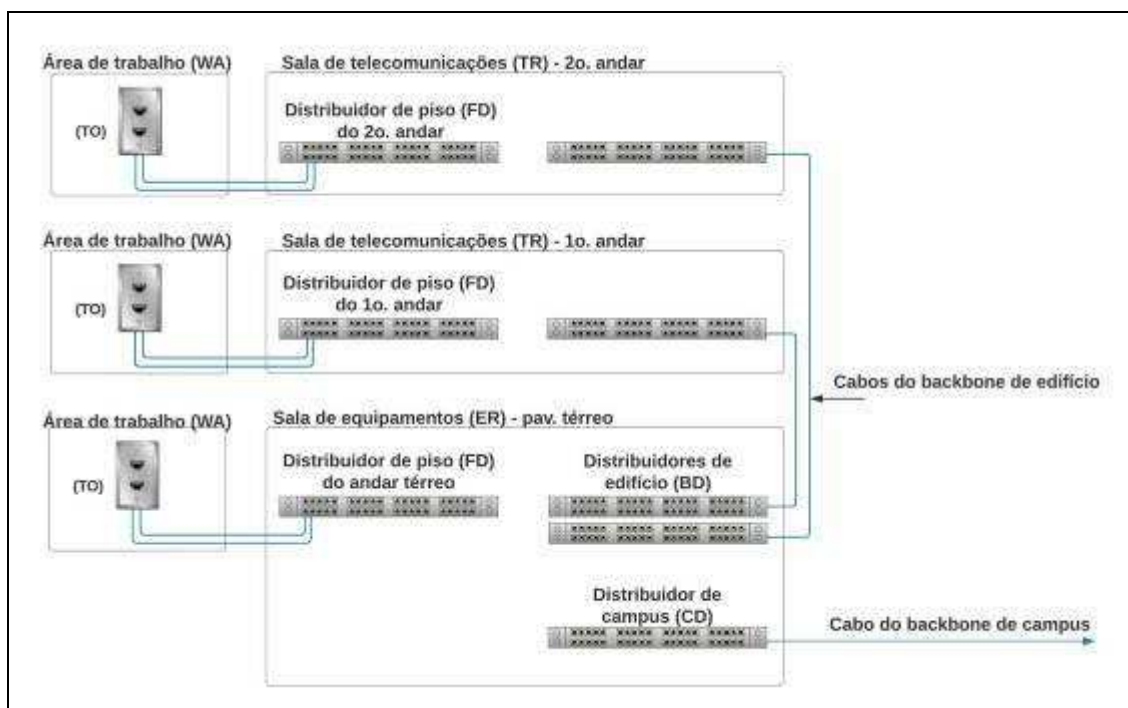 Área de trabalho (WA)
Sala de telecomunicações (TR) - 2o. andar
(TO)
Distribuidor de piso (FD)
do 2o. andar
Área de trabalho (WA)
Sala de telecomunicações (TR) - 1o. andar
(TO)
Distribuidor de piso (FD)
do 1o. andar
Cabos do backbone de edifício
Área de trabalho (WA)
Sala de equipamentos (ER) - pav. térreo
(TO)
Distribuidor de piso (FD)
do andar térreo
Distribuidores de
edifício (BD)
Distribuidor de
campus (CD)
Cabo do backbone de campus